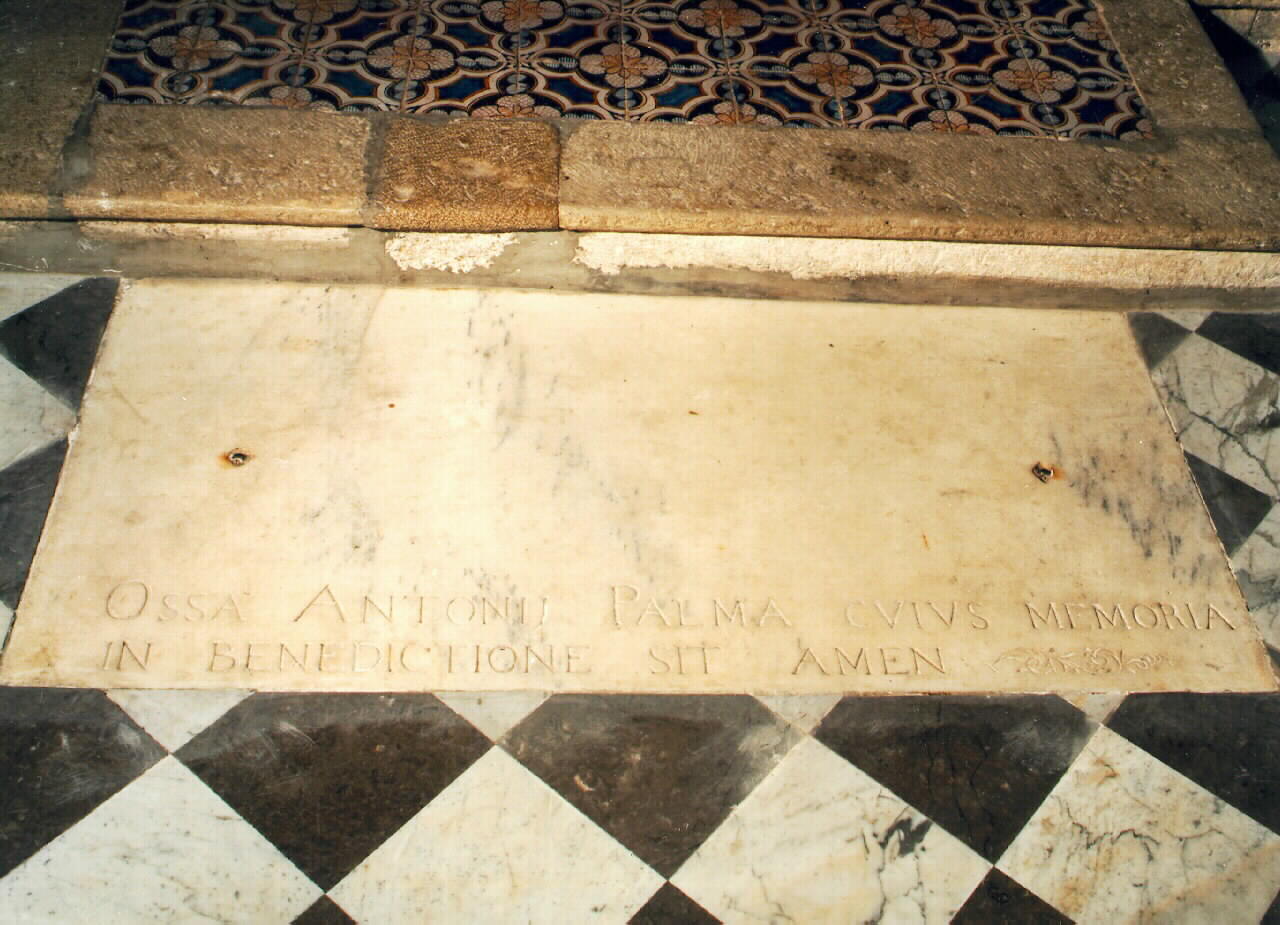 OSSA ANTONII PALMA CVIVS MEMORIA
IN BENEDICTIONE SIT AMEN